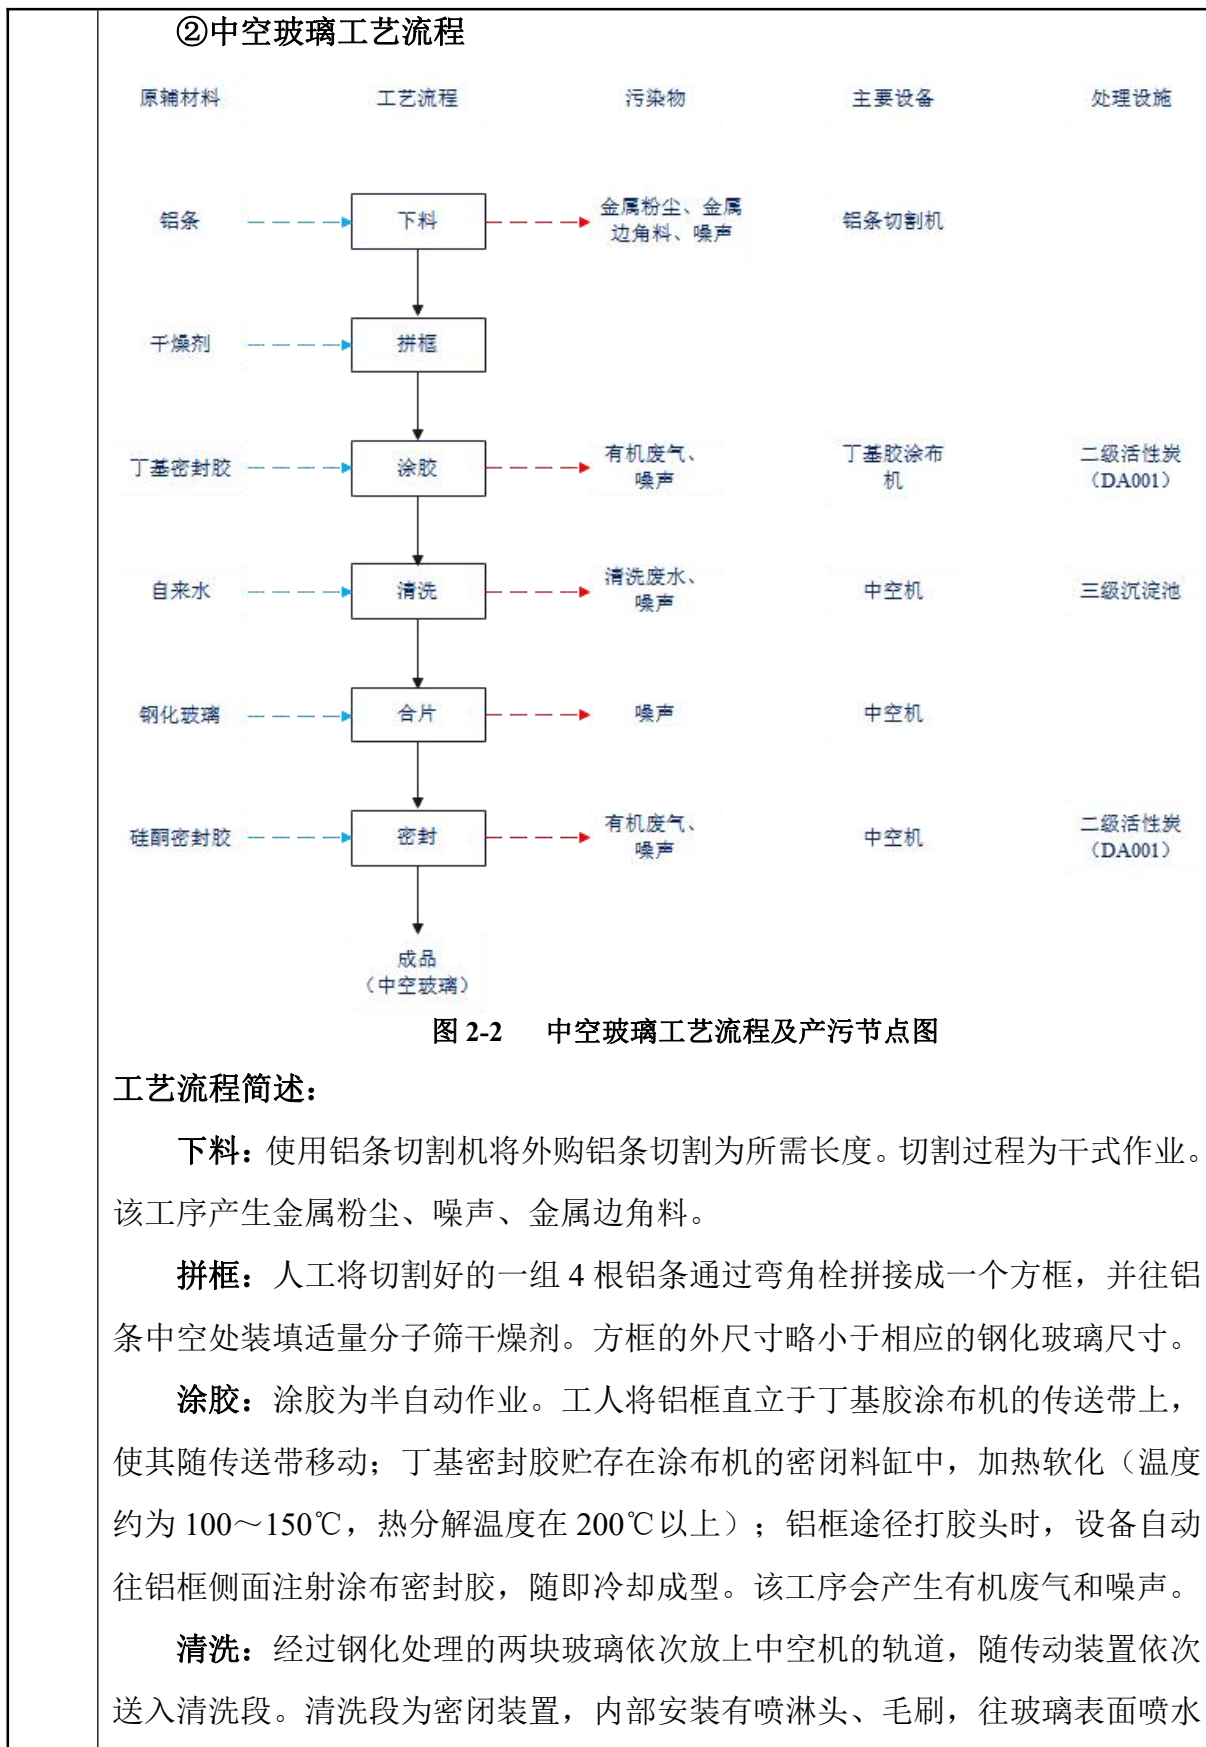 ②中空玻璃工艺流程
原辅材料 工艺流程 污染物 主要设备 处理设施
铝条 下料 金属粉尘、金属边角料、噪声 铝条切割机
干燥剂 拼框
丁基密封胶 涂胶 有机废气、噪声 丁基胶涂布机 二级活性炭（DA001）
自来水 清洗 清洗废水、噪声 中空机 三级沉淀池
钢化玻璃 合片 噪声 中空机
硅酮密封胶 密封 有机废气、噪声 中空机 二级活性炭（DA001）
成品
（中空玻璃）
图 2-2 中空玻璃工艺流程及产污节点图
工艺流程简述：
下料：使用铝条切割机将外购铝条切割为所需长度。切割过程为干式作业。
该工序产生金属粉尘、噪声、金属边角料。
拼框：人工将切割好的一组 4 根铝条通过弯角栓拼接成一个方框，并往铝
条中空处装填适量分子筛干燥剂。方框的外尺寸略小于相应的钢化玻璃尺寸。
涂胶：涂胶为半自动作业。工人将铝框直立于丁基胶涂布机的传送带上，
使其随传送带移动；丁基密封胶贮存在涂布机的密闭料缸中，加热软化（温度
约为 100～150℃，热分解温度在 200℃以上）；铝框途径打胶头时，设备自动
往铝框侧面注射涂布密封胶，随即冷却成型。该工序会产生有机废气和噪声。
清洗：经过钢化处理的两块玻璃依次放上中空机的轨道，随传动装置依次
送入清洗段。清洗段为密闭装置，内部安装有喷淋头、毛刷，往玻璃表面喷水